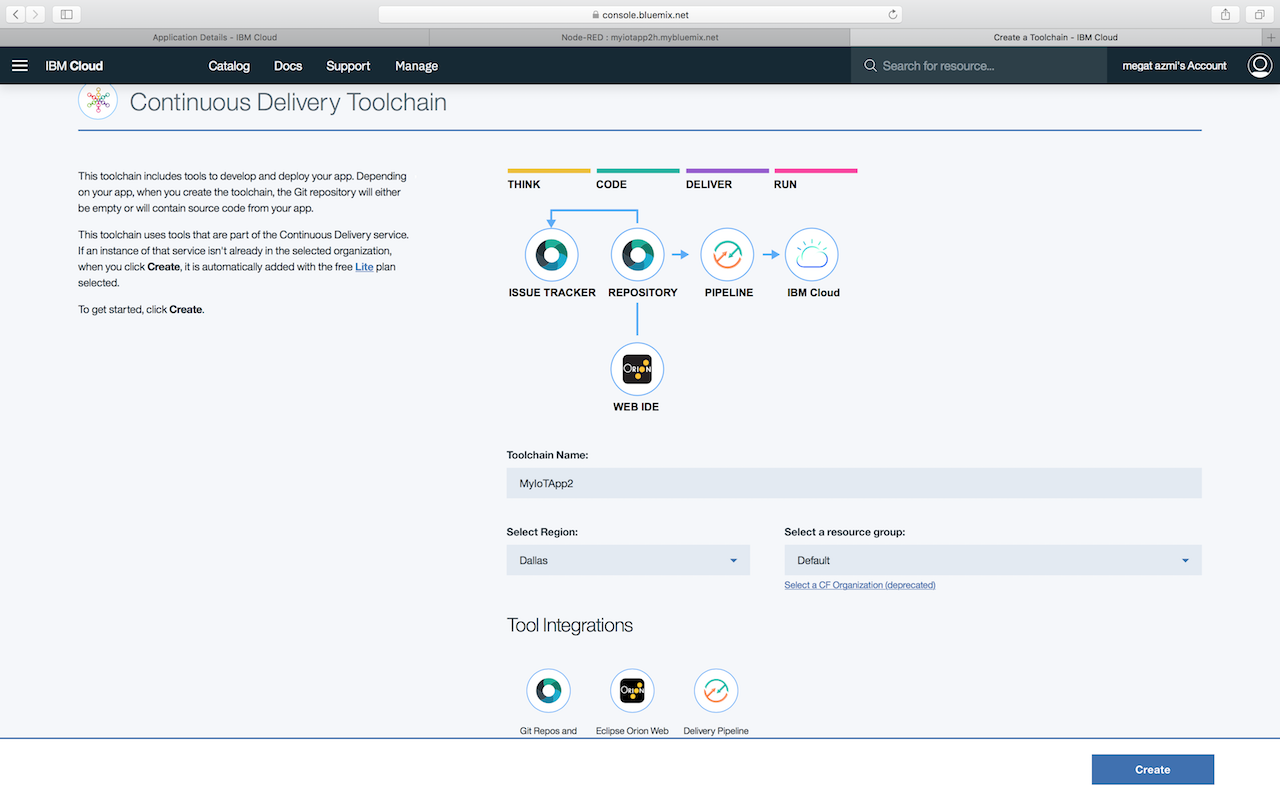 console.bluemix.net
Application Details - IBM Cloud
Node-RED : myiotapp2h.mybluemix.net
Create a Toolchain - IBM Cloud
IBM Cloud
Catalog
Docs
Support
Manage
Search for resource...
megat azmi's Account
Continuous Delivery Toolchain
This toolchain includes tools to develop and deploy your app. Depending
on your app, when you create the toolchain, the Git repository will either
be empty or will contain source code from your app.
This toolchain uses tools that are part of the Continuous Delivery service.
If an instance of that service isn't already in the selected organization,
when you click Create, it is automatically added with the free Lite plan
selected.
To get started, click Create.
THINK
CODE
DELIVER
RUN
ISSUE TRACKER
REPOSITORY
PIPELINE
IBM Cloud
ORION
WEB IDE
Toolchain Name:
MyIoTApp2
Select Region:
Select a resource group:
Dallas
Default
Select a CF Organization (deprecated)
Tool Integrations
ORION
Git Repos and
Eclipse Orion Web
Delivery Pipeline
Create